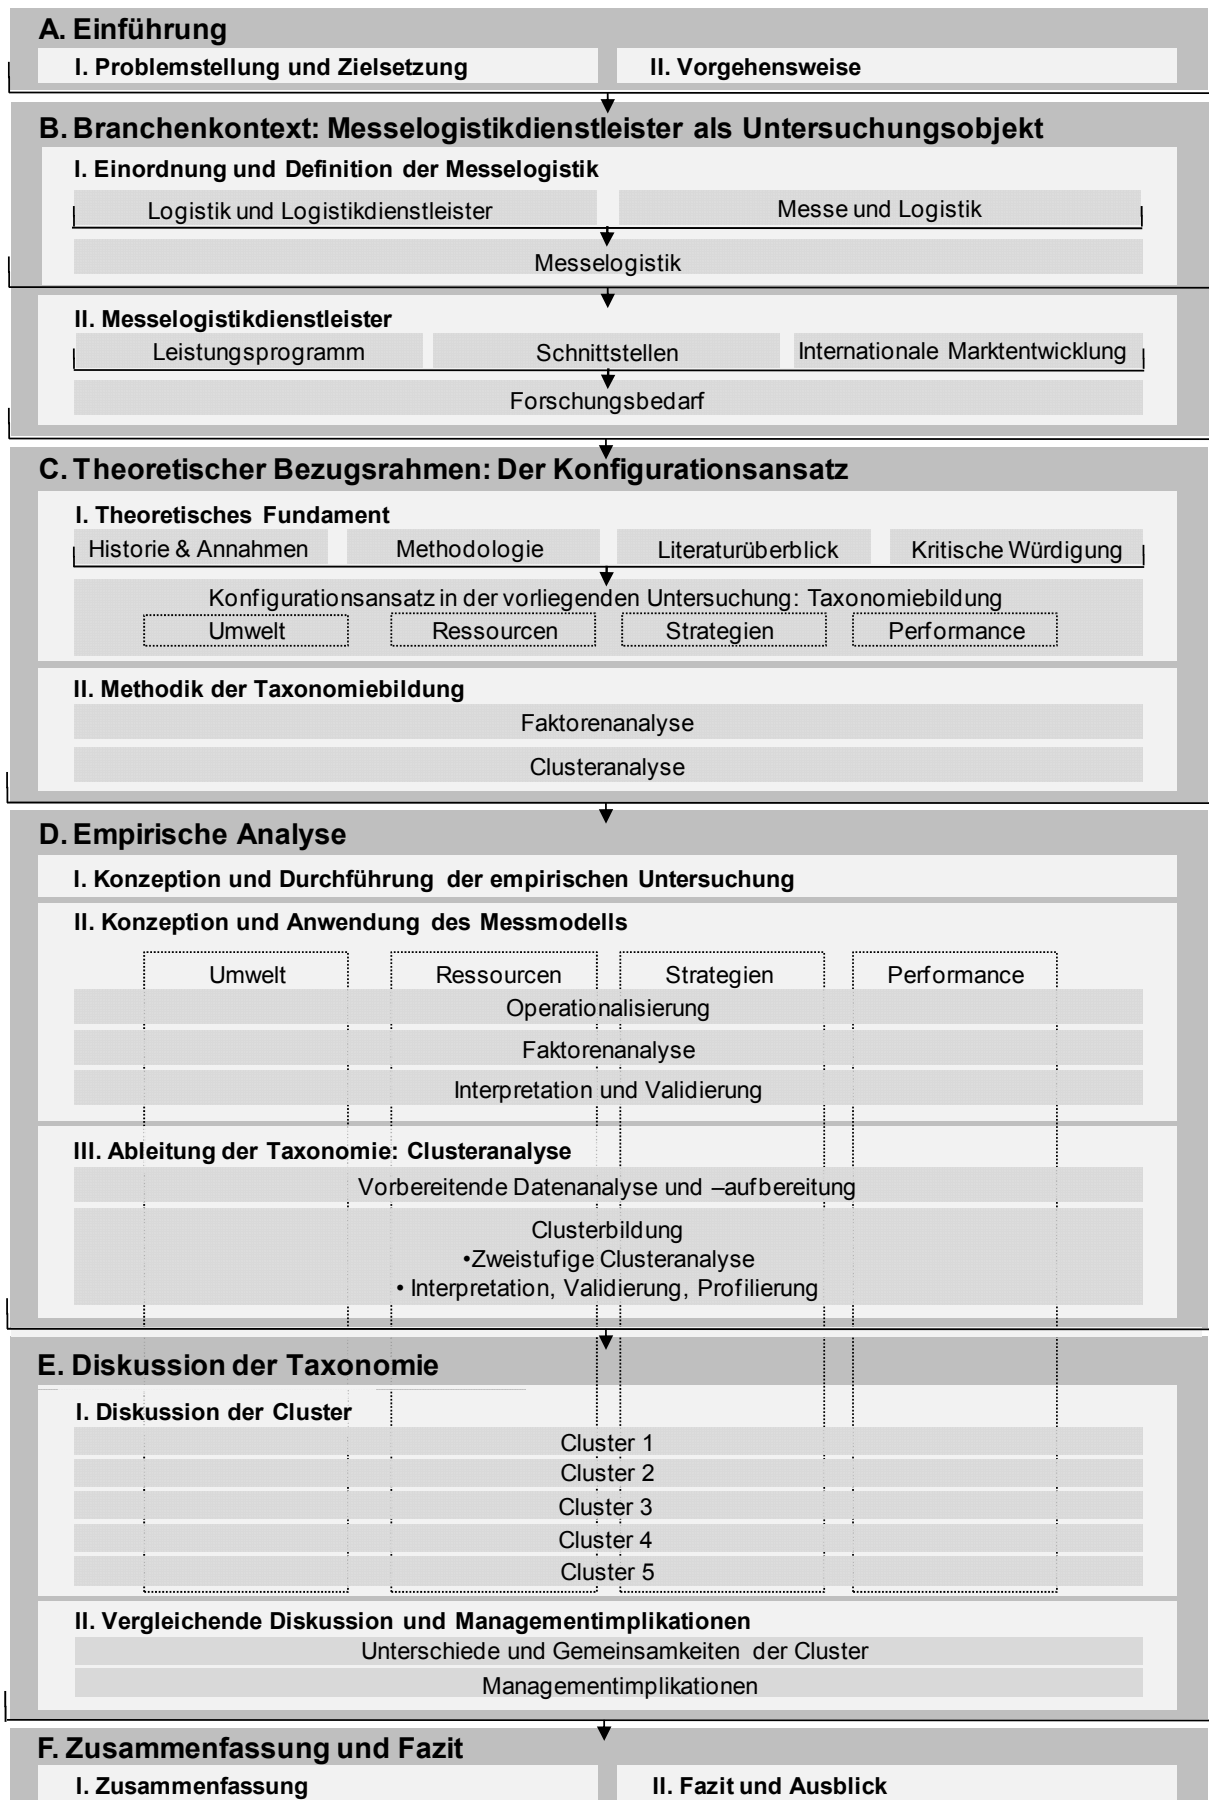 A. Einführung
I. Problemstellung und Zielsetzung
II. Vorgehensweise
B. Branchenkontext: Messelogistikdienstleister als Untersuchungsobjekt
I. Einordnung und Definition der Messelogistik
Logistik und Logistikdienstleister
Messe und Logistik
Messelogistik
II. Messelogistikdienstleister
Leistungsprogramm
Schnittstellen
Internationale Marktentwicklung
Forschungsbedarf
C. Theoretischer Bezugsrahmen: Der Konfigurationsansatz
I. Theoretisches Fundament
Historie & Annahmen
Methodologie
Literaturüberblick
Kritische Würdigung
Konfigurationsansatz in der vorliegenden Untersuchung: Taxonomiebildung
Umwelt
Ressourcen
Strategien
Performance
II. Methodik der Taxonomiebildung
Faktorenanalyse
Clusteranalyse
D. Empirische Analyse
I. Konzeption und Durchführung der empirischen Untersuchung
II. Konzeption und Anwendung des Messmodells
Umwelt
Ressourcen
Strategien
Performance
Operationalisierung
Faktorenanalyse
Interpretation und Validierung
III. Ableitung der Taxonomie: Clusteranalyse
Vorbereitende Datenanalyse und –aufbereitung
Clusterbildung
•Zweistufige Clusteranalyse
• Interpretation, Validierung, Profilierung
E. Diskussion der Taxonomie
I. Diskussion der Cluster
Cluster 1
Cluster 2
Cluster 3
Cluster 4
Cluster 5
II. Vergleichende Diskussion und Managementimplikationen
Unterschiede und Gemeinsamkeiten der Cluster
Managementimplikationen
F. Zusammenfassung und Fazit
I. Zusammenfassung
II. Fazit und Ausblick